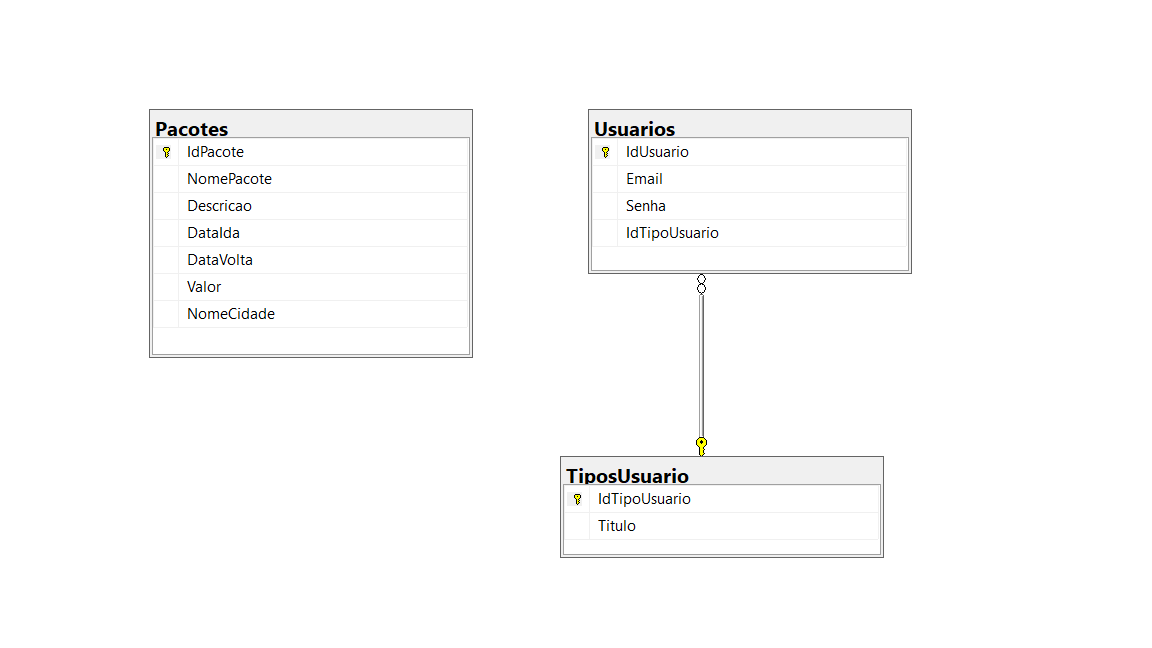 Pacotes
IdPacote
NomePacote
Descricao
DataIda
DataVolta
Valor
NomeCidade
Usuarios
IdUsuario
Email
Senha
IdTipoUsuario
TiposUsuario
IdTipoUsuario
Titulo